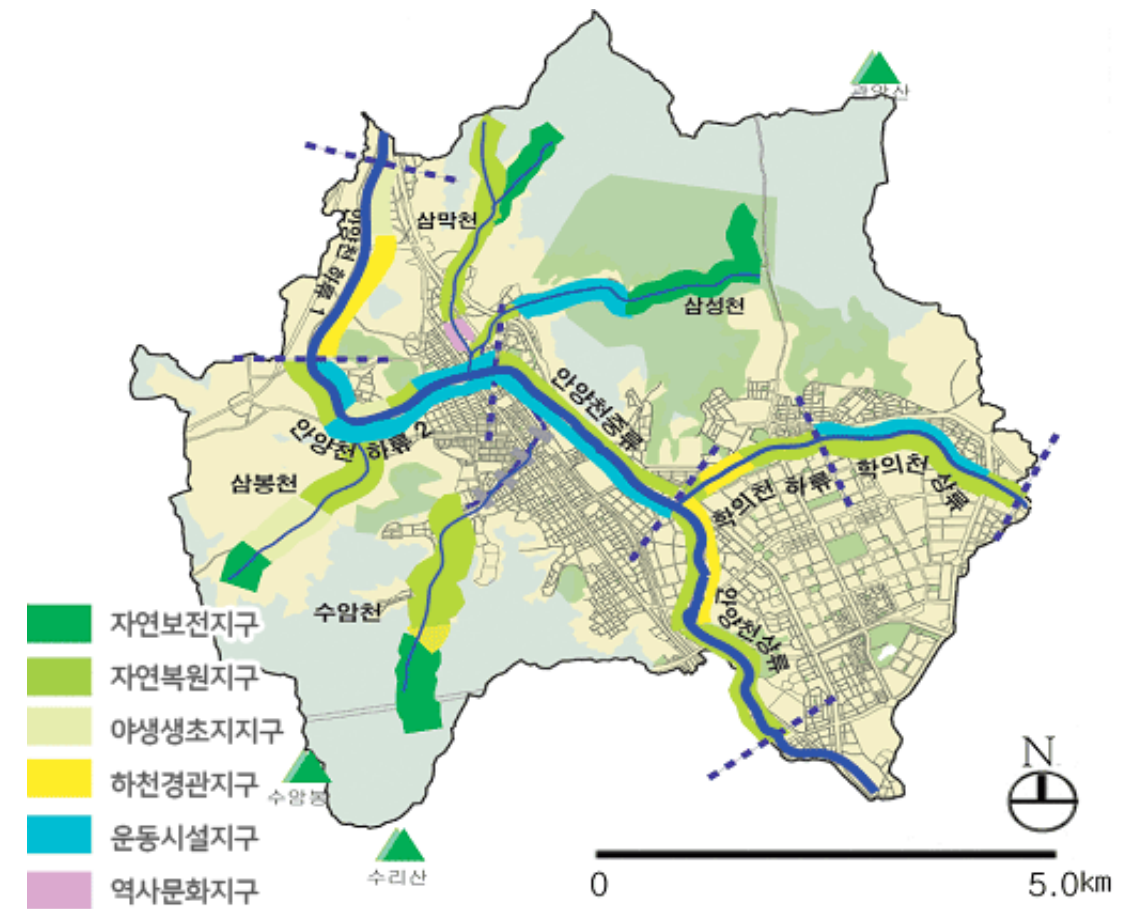 관악산
삼막천
안양천 하류 1
삼성천
안양천중류
안양천 하류 2
학의천 하류
학의천 상류
삼봉천
안양천상류
수암천
자연보전지구
자연복원지구
야생생초지지구
하천경관지구
운동시설지구
역사문화지구
수암봉
수리산
N
0
5.0km